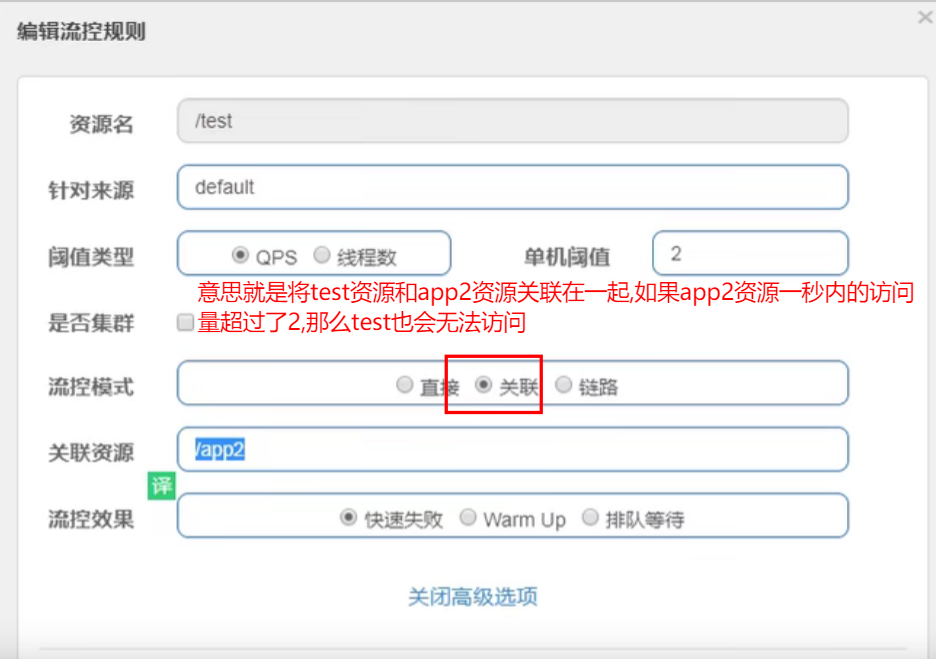 编辑流控规则
×
资源名 /test
针对来源 default
阈值类型 QPS 线程数 单机阈值 2
意思就是将test资源和app2资源关联在一起,如果app2资源一秒内的访问
是否集群 量超过了2,那么test也会无法访问
流控模式 直接 关联 链路
关联资源 /app2
译
流控效果 快速失败 Warm Up 排队等待
关闭高级选项